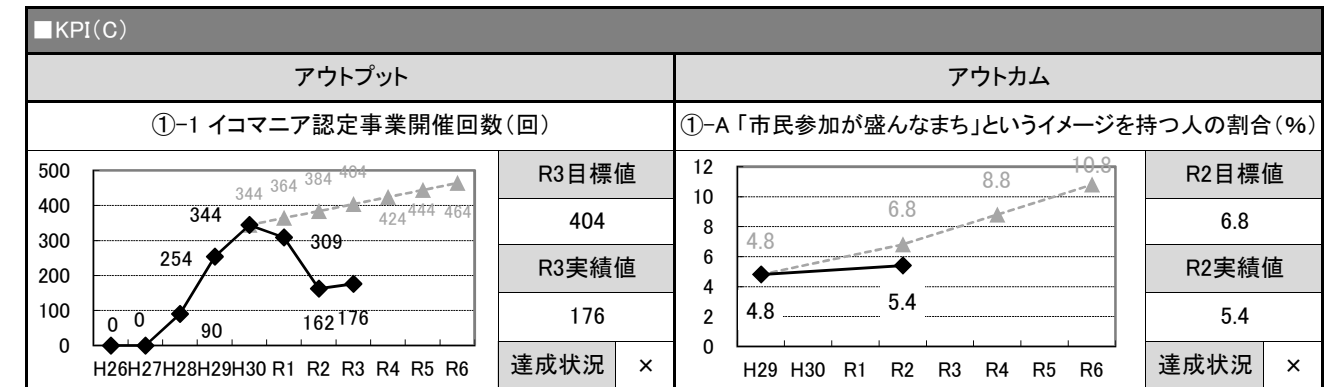 ■KPI(C)
アウトプット
アウトカム
①-1 イコマニア認定事業開催回数(回)
①-A「市民参加が盛んなまち」というイメージを持つ人の割合(%)
500
400
300
200
100
0
0 0 90 254 344 309 162 176
344 364 384 404 424 444 464
H26 H27 H28 H29 H30 R1 R2 R3 R4 R5 R6
R3目標値
404
R3実績値
176
達成状況 ×
12
10
8
6
4
2
0
4.8 6.8 8.8 10.8
4.8 5.4
H29 H30 R1 R2 R3 R4 R5 R6
R2目標値
6.8
R2実績値
5.4
達成状況 ×